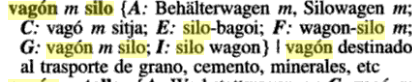 vagón m silo {A: Behälterwagen m, Silowagen m;
C: vagó m sitja; E: silo-bagoi; F: wagon-silo m;
G: vagón m silo; I: silo wagon} | vagón destinado
al trasporte de grano, cemento, minerales, etc